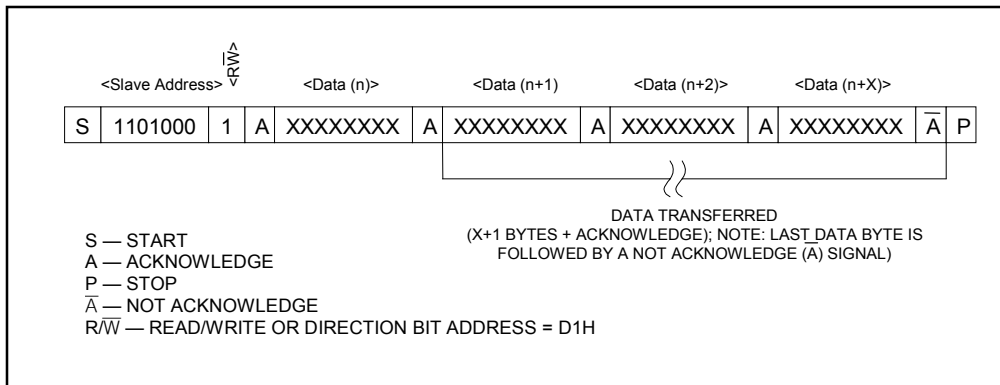 <R͞W>
<Slave Address> <Data (n)> <Data (n+1) <Data (n+2)> <Data (n+X)>
S 1101000 1 A XXXXXXXX A XXXXXXXX A XXXXXXXX A XXXXXXXX A̅ P
DATA TRANSFERRED
(X+1 BYTES + ACKNOWLEDGE); NOTE: LAST DATA BYTE IS
FOLLOWED BY A NOT ACKNOWLEDGE (A̅) SIGNAL)
S — START
A — ACKNOWLEDGE
P — STOP
A̅ — NOT ACKNOWLEDGE
R/W̅ — READ/WRITE OR DIRECTION BIT ADDRESS = D1H